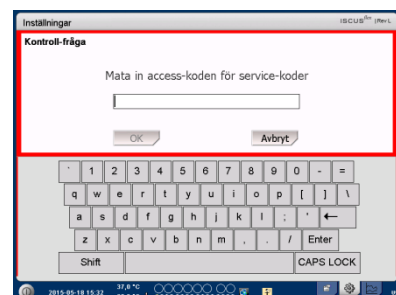 Inställningar ISCUS
Kontroll-fråga
Mata in access-koden för service-koder
OK Avbryt
` 1 2 3 4 5 6 7 8 9 0 - =
q w e r t y u i o p [ ] \
a s d f g h j k l ; ' ←
z x c v b n m , . / Enter
Shift CAPS LOCK
2015-05-18 15:32 37,0 °C